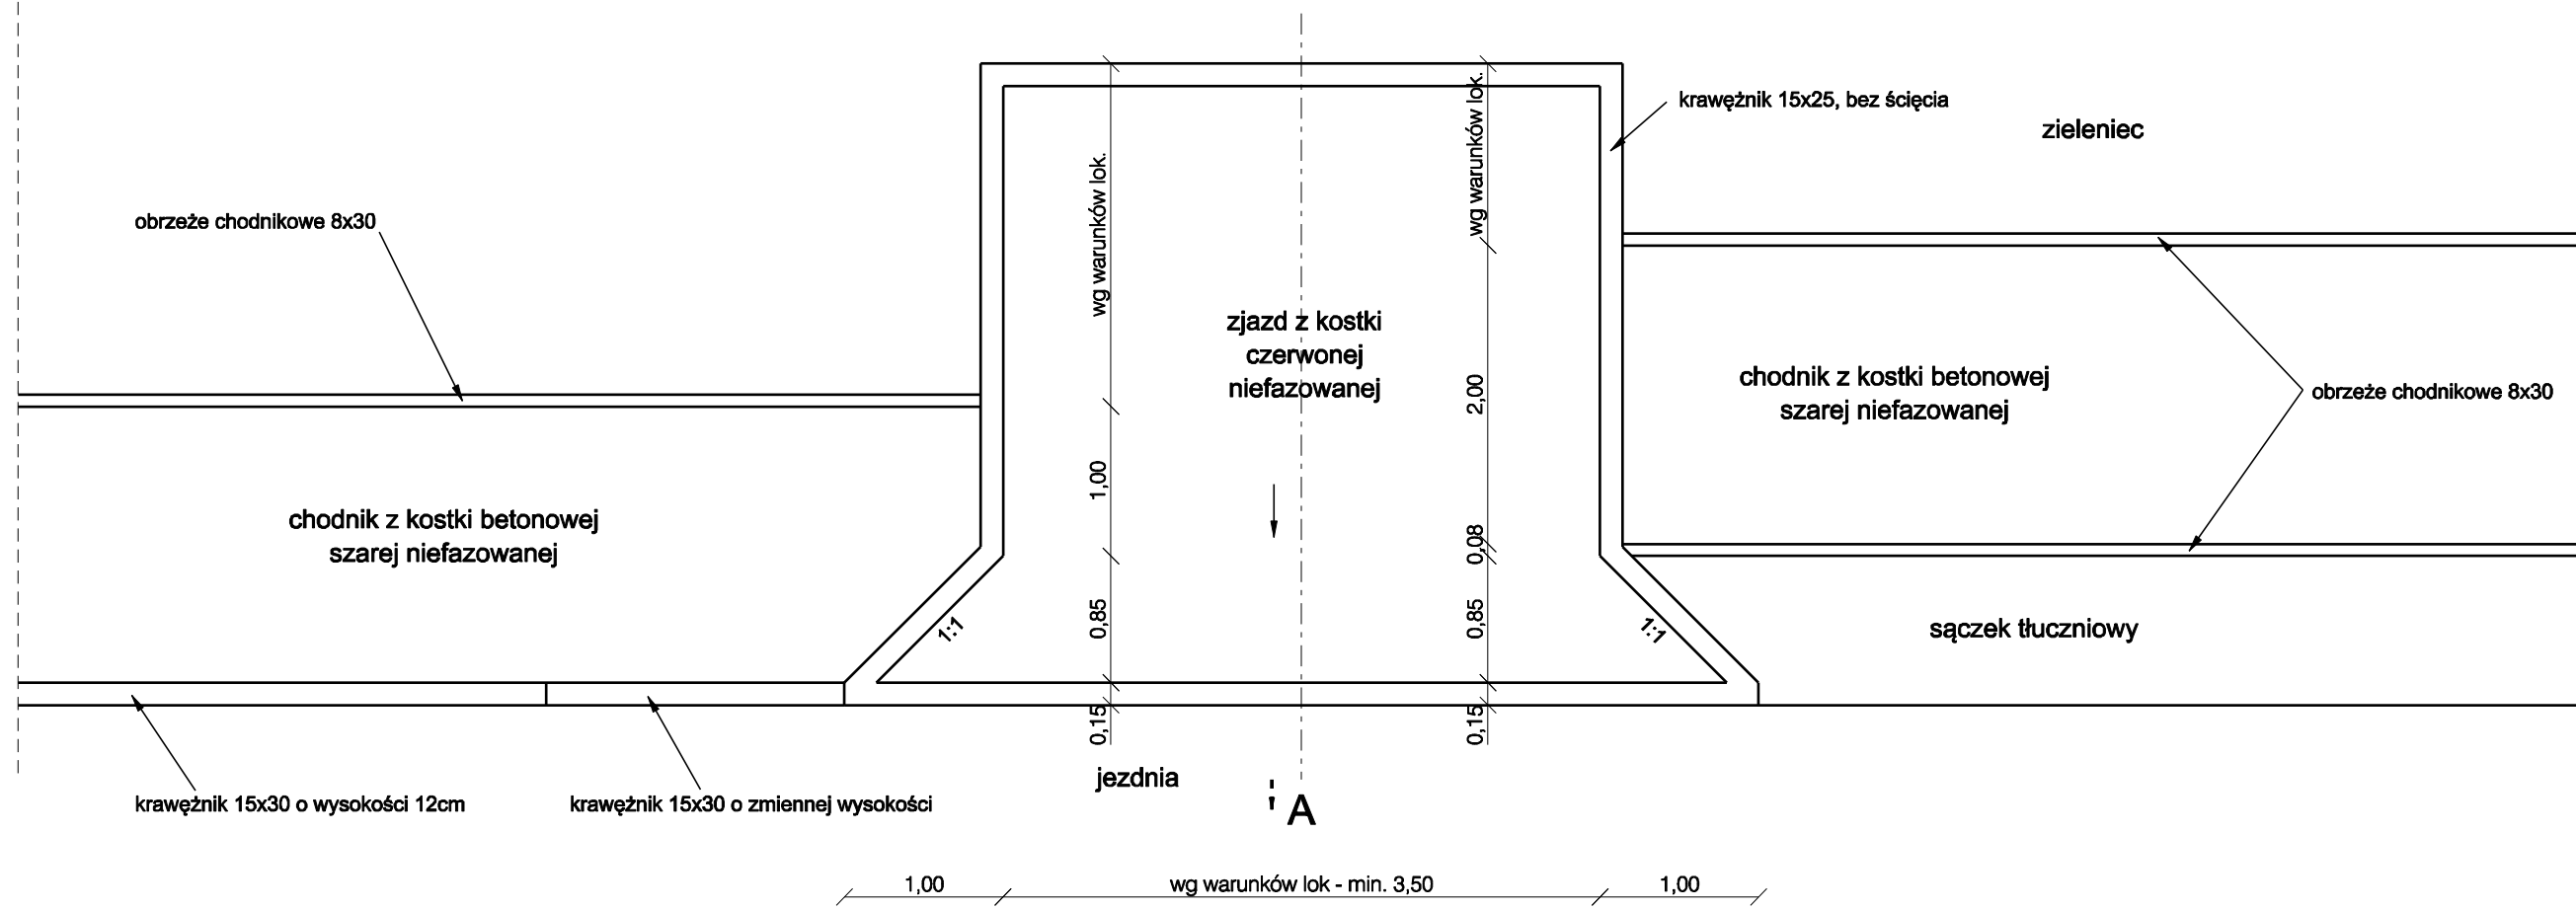 krawężnik 15x25, bez ścięcia
zieleniec
wg warunków lok.
wg warunków lok.
obrzeże chodnikowe 8x30
zjazd z kostki
czerwonej
niefazowanej
chodnik z kostki betonowej
szarej niefazowanej
obrzeże chodnikowe 8x30
2,00
1,00
chodnik z kostki betonowej
szarej niefazowanej
0,08
0,85
0,85
1:1
1:1
sączek tłuczniowy
0,15
0,15
jezdnia
krawężnik 15x30 o wysokości 12cm
krawężnik 15x30 o zmiennej wysokości
A
1,00
wg warunków lok - min. 3,50
1,00